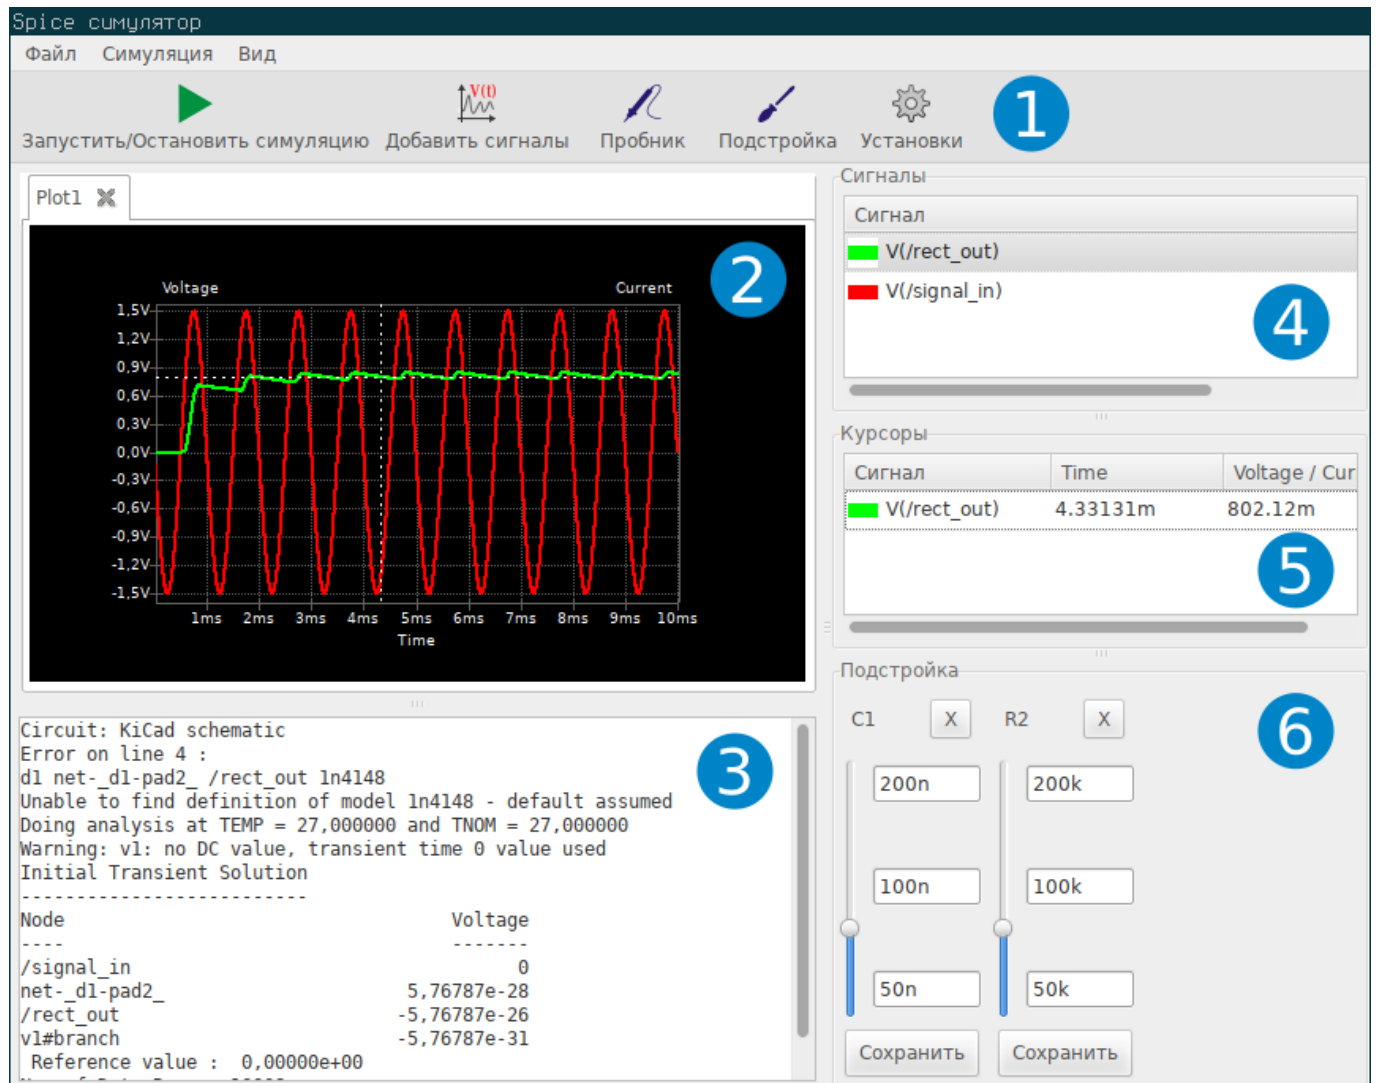 Spice симулятор
Файл Симуляция Вид
Запустить/Остановить симуляцию Добавить сигналы Пробник Подстройка Установки
1
Plot1
2
Voltage Current
1,5V
1,2V
0,9V
0,6V
0,3V
0,0V
-0,3V
-0,6V
-0,9V
-1,2V
-1,5V
1ms 2ms 3ms 4ms 5ms 6ms 7ms 8ms 9ms 10ms
Time
Circuit: KiCad schematic
Error on line 4 :
d1 net-_d1-pad2_ /rect_out 1n4148
Unable to find definition of model 1n4148 - default assumed
Doing analysis at TEMP = 27,000000 and TNOM = 27,000000
Warning: v1: no DC value, transient time 0 value used
Initial Transient Solution
--------------------------
Node Voltage
---- -------
/signal_in 0
net-_d1-pad2_ 5,76787e-28
/rect_out -5,76787e-26
v1#branch -5,76787e-31
Reference value : 0,00000e+00
3
Сигналы
Сигнал
V(/rect_out)
V(/signal_in)
4
Курсоры
Сигнал Time Voltage / Cur
V(/rect_out) 4.33131m 802.12m
5
Подстройка
C1 X R2 X
6
200n 200k
100n 100k
50n 50k
Сохранить Сохранить